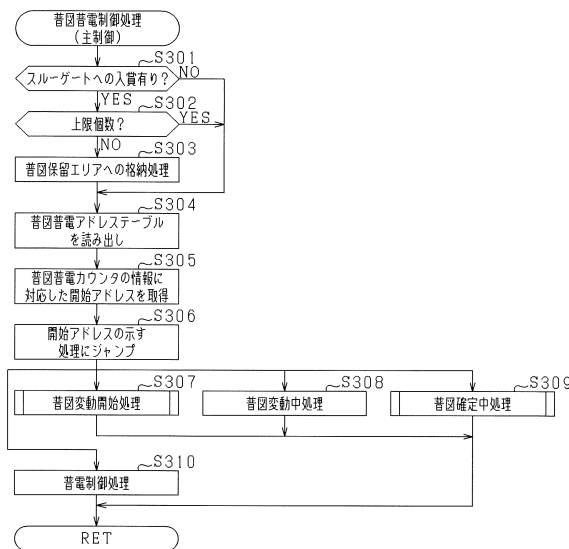 普図普電制御処理
(主制御)
S301
スルーゲートへの入賞有り?
NO
YES
S302
上限個数?
YES
NO
S303
普図保留エリアへの格納処理
S304
普図普電アドレステーブル
を読み出し
S305
普図普電カウンタの情報に
対応した開始アドレスを取得
S306
開始アドレスの示す
処理にジャンプ
S307
普図変動開始処理
S308
普図変動中処理
S309
普図確定中処理
S310
普電制御処理
RET